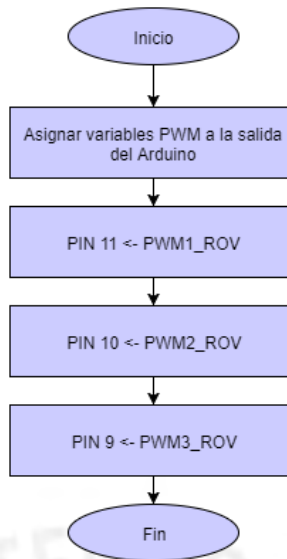 Inicio
Asignar variables PWM a la salida
del Arduino
PIN 11 <- PWM1_ROV
PIN 10 <- PWM2_ROV
PIN 9 <- PWM3_ROV
Fin